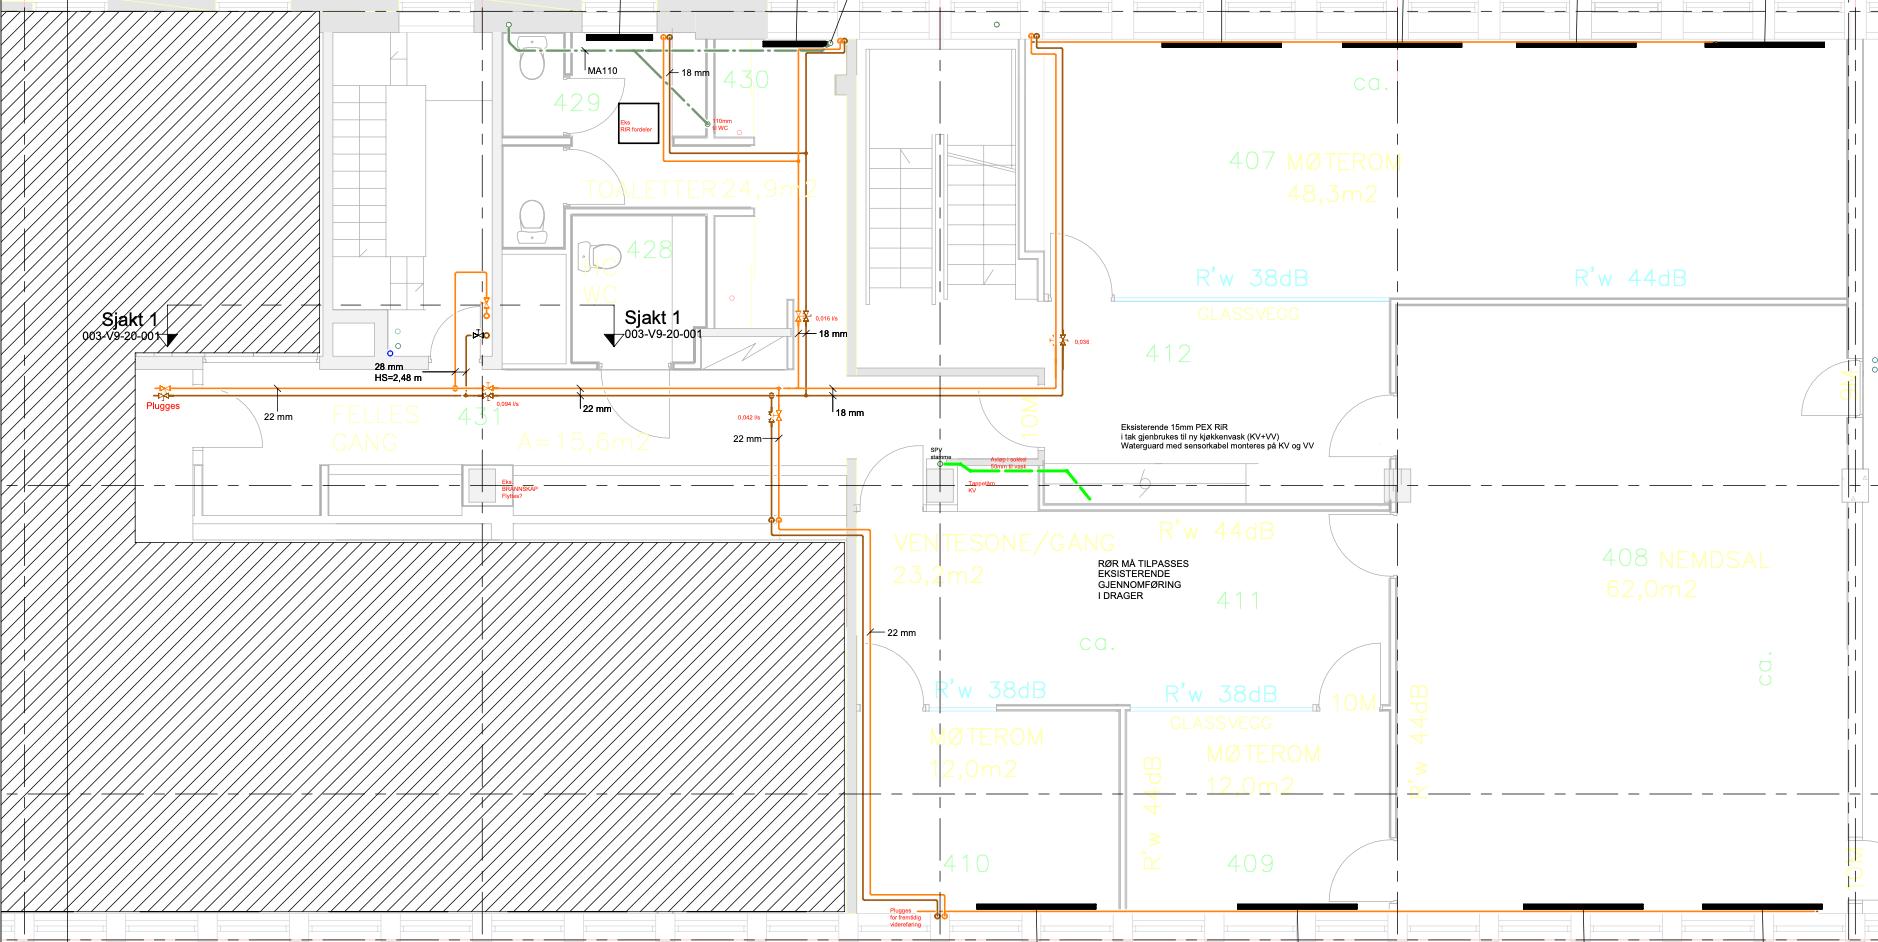 MA110
18 mm
430
429
Eks
RIR fordeler
110mm
til WC
ca.
407 MØTEROM
48,3m2
TOALETTER 24,9m2
428
WC
R'w 38dB
R'w 44dB
GLASSVEGG
Sjakt 1
003-V9-20-001
Sjakt 1
003-V9-20-001
0,016 l/s
18 mm
0,036
412
28 mm
HS=2,48 m
Plugges
22 mm
FELLES
GANG
431
A=15,6m2
0,094 l/s
22 mm
0,042 l/s
22 mm
18 mm
10M
Eksisterende 15mm PEX RiR
i tak gjenbrukes til ny kjøkkenvask (KV+VV)
Waterguard med sensorkabel monteres på KV og VV
SPV
stamme
Avløp i sokkel
50mm til vask
Tappetårn
KV
Eks.
BRANNSKAP
Flyttes?
VENTESONE/GANG
23,2m2
R'w 44dB
RØR MÅ TILPASSES
EKSISTERENDE
GJENNOMFØRING
I DRAGER
411
ca.
408 NEMDSAL
62,0m2
ca.
22 mm
R'w 38dB
R'w 38dB
10M
GLASSVEGG
MØTEROM
12,0m2
MØTEROM
12,0m2
R'w 44dB
R'w 44dB
410
409
Plugges
for fremtidig
videreføring